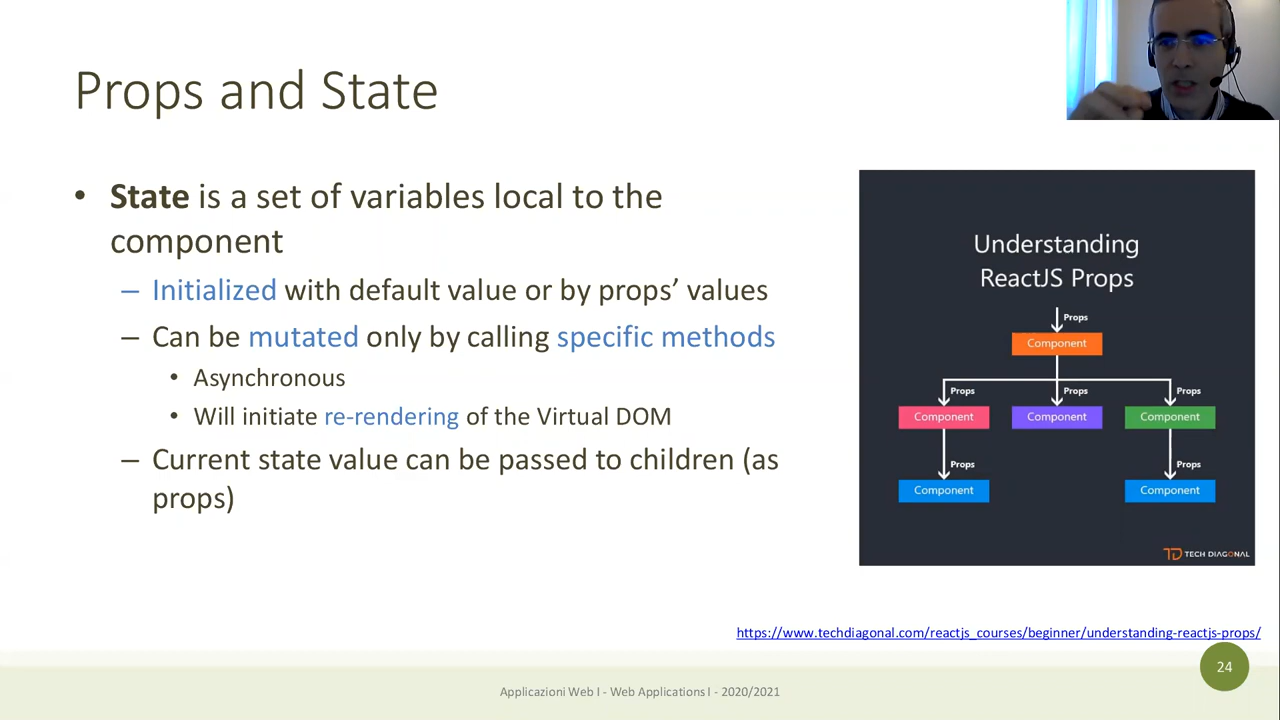 Props and State
• State is a set of variables local to the
component
– Initialized with default value or by props’ values
– Can be mutated only by calling specific methods
• Asynchronous
• Will initiate re-rendering of the Virtual DOM
– Current state value can be passed to children (as
props)
Understanding
ReactJS Props
Props
Component
Props Props Props
Component Component Component
Props Props
Component Component
TD TECH DIAGONAL
https://www.techdiagonal.com/reactjs_courses/beginner/understanding-reactjs-props/
24
Applicazioni Web I - Web Applications I - 2020/2021